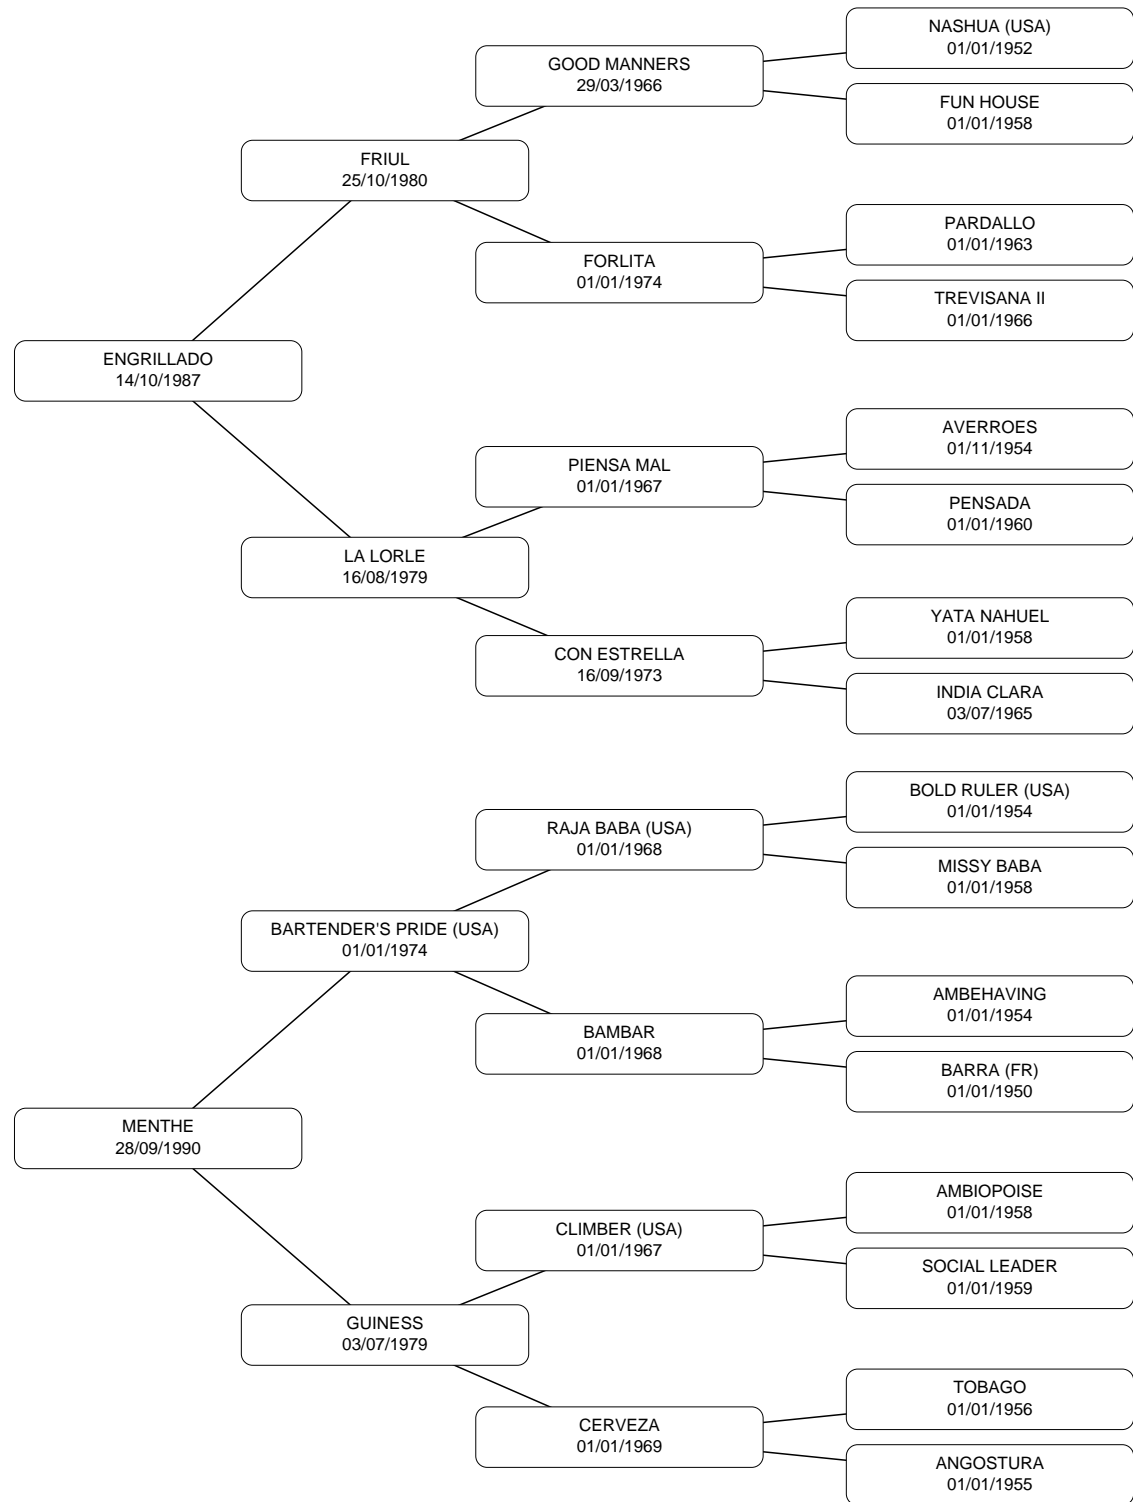 NASHUA (USA)
01/01/1952
GOOD MANNERS
29/03/1966
FUN HOUSE
01/01/1958
FRIUL
25/10/1980
PARDALLO
01/01/1963
FORLITA
01/01/1974
TREVISANA II
01/01/1966
ENGRILLADO
14/10/1987
AVERROES
01/11/1954
PIENSA MAL
01/01/1967
PENSADA
01/01/1960
LA LORLE
16/08/1979
YATA NAHUEL
01/01/1958
CON ESTRELLA
16/09/1973
INDIA CLARA
03/07/1965
BOLD RULER (USA)
01/01/1954
RAJA BABA (USA)
01/01/1968
MISSY BABA
01/01/1958
BARTENDER'S PRIDE (USA)
01/01/1974
AMBEHAVING
01/01/1954
BAMBAR
01/01/1968
BARRA (FR)
01/01/1950
MENTHE
28/09/1990
AMBIOPOISE
01/01/1958
CLIMBER (USA)
01/01/1967
SOCIAL LEADER
01/01/1959
GUINESS
03/07/1979
TOBAGO
01/01/1956
CERVEZA
01/01/1969
ANGOSTURA
01/01/1955